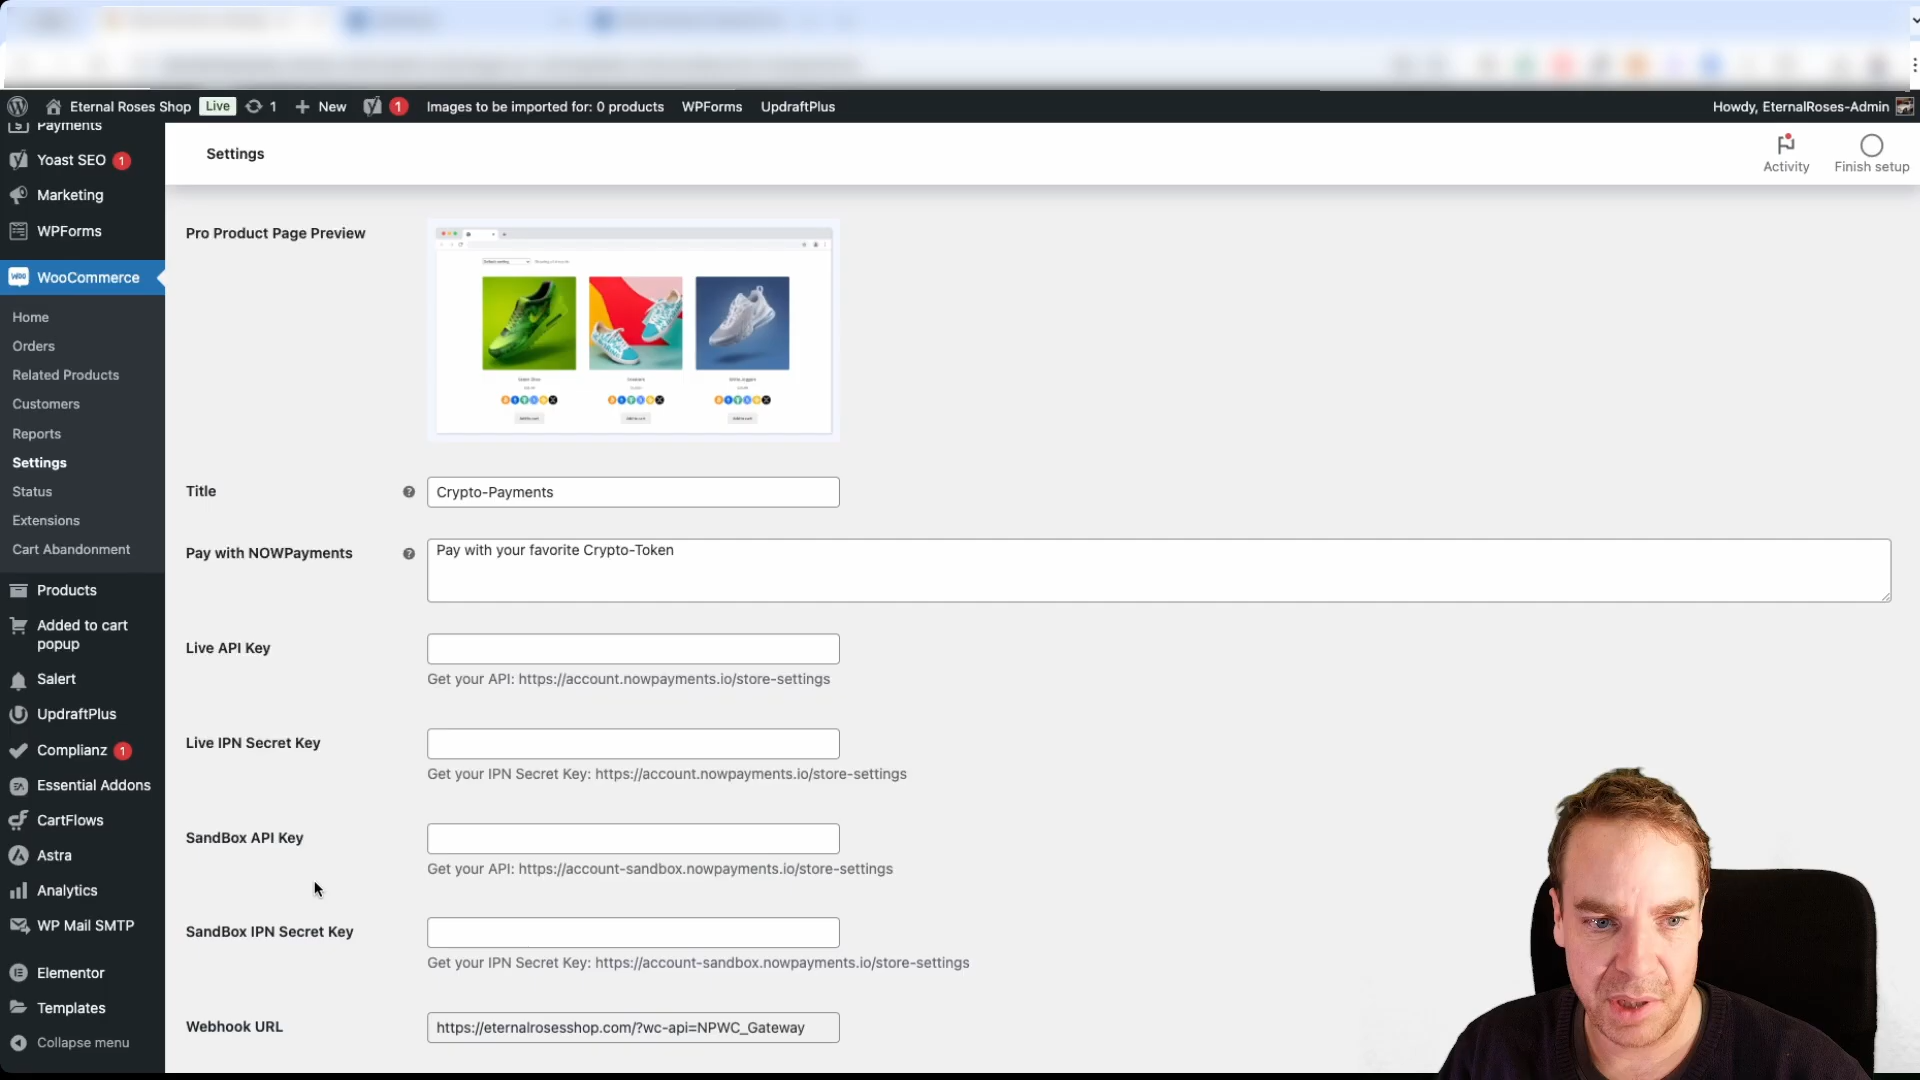 Eternal Roses Shop Live 1 New 1 Images to be imported for: 0 products WPForms UpdraftPlus Howdy, EternalRoses-Admin
Payments
Yoast SEO 1
Marketing
WPForms
WooCommerce
Home
Orders
Related Products
Customers
Reports
Settings
Status
Extensions
Cart Abandonment
Products
Added to cart
popup
Salert
UpdraftPlus
Complianz 1
Essential Addons
CartFlows
Astra
Analytics
WP Mail SMTP
Elementor
Templates
Collapse menu
Settings
Activity
Finish setup
Pro Product Page Preview
Title
Crypto-Payments
Pay with NOWPayments
Pay with your favorite Crypto-Token
Live API Key
Get your API: https://account.nowpayments.io/store-settings
Live IPN Secret Key
Get your IPN Secret Key: https://account.nowpayments.io/store-settings
SandBox API Key
Get your API: https://account-sandbox.nowpayments.io/store-settings
SandBox IPN Secret Key
Get your IPN Secret Key: https://account-sandbox.nowpayments.io/store-settings
Webhook URL
https://eternalrosesshop.com/?wc-api=NPWC_Gateway